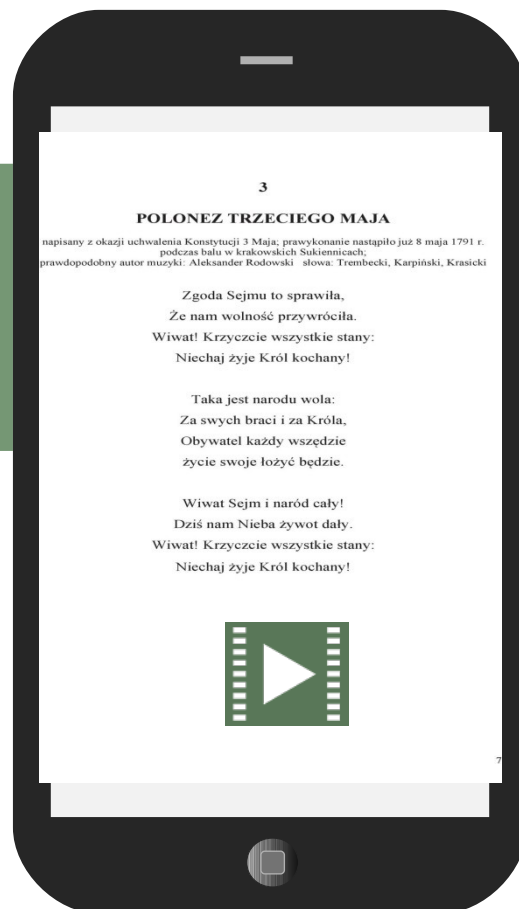 3
POLONEZ TRZECIEGO MAJA
napisany z okazji uchwalenia Konstytucji 3 Maja; prawykonanie nastąpiło już 8 maja 1791 r.
podczas balu w krakowskich Sukiennicach;
prawdopodobny autor muzyki: Aleksander Rodowski słowa: Trembecki, Karpiński, Krasicki
Zgoda Sejmu to sprawiła,
Że nam wolność przywróciła.
Wiwat! Krzyczcie wszystkie stany:
Niechaj żyje Król kochany!
Taka jest narodu wola:
Za swych braci i za Króla,
Obywatel każdy wszędzie
życie swoje łożyć będzie.
Wiwat Sejm i naród cały!
Dziś nam Nieba żywot dały.
Wiwat! Krzyczcie wszystkie stany:
Niechaj żyje Król kochany!
7